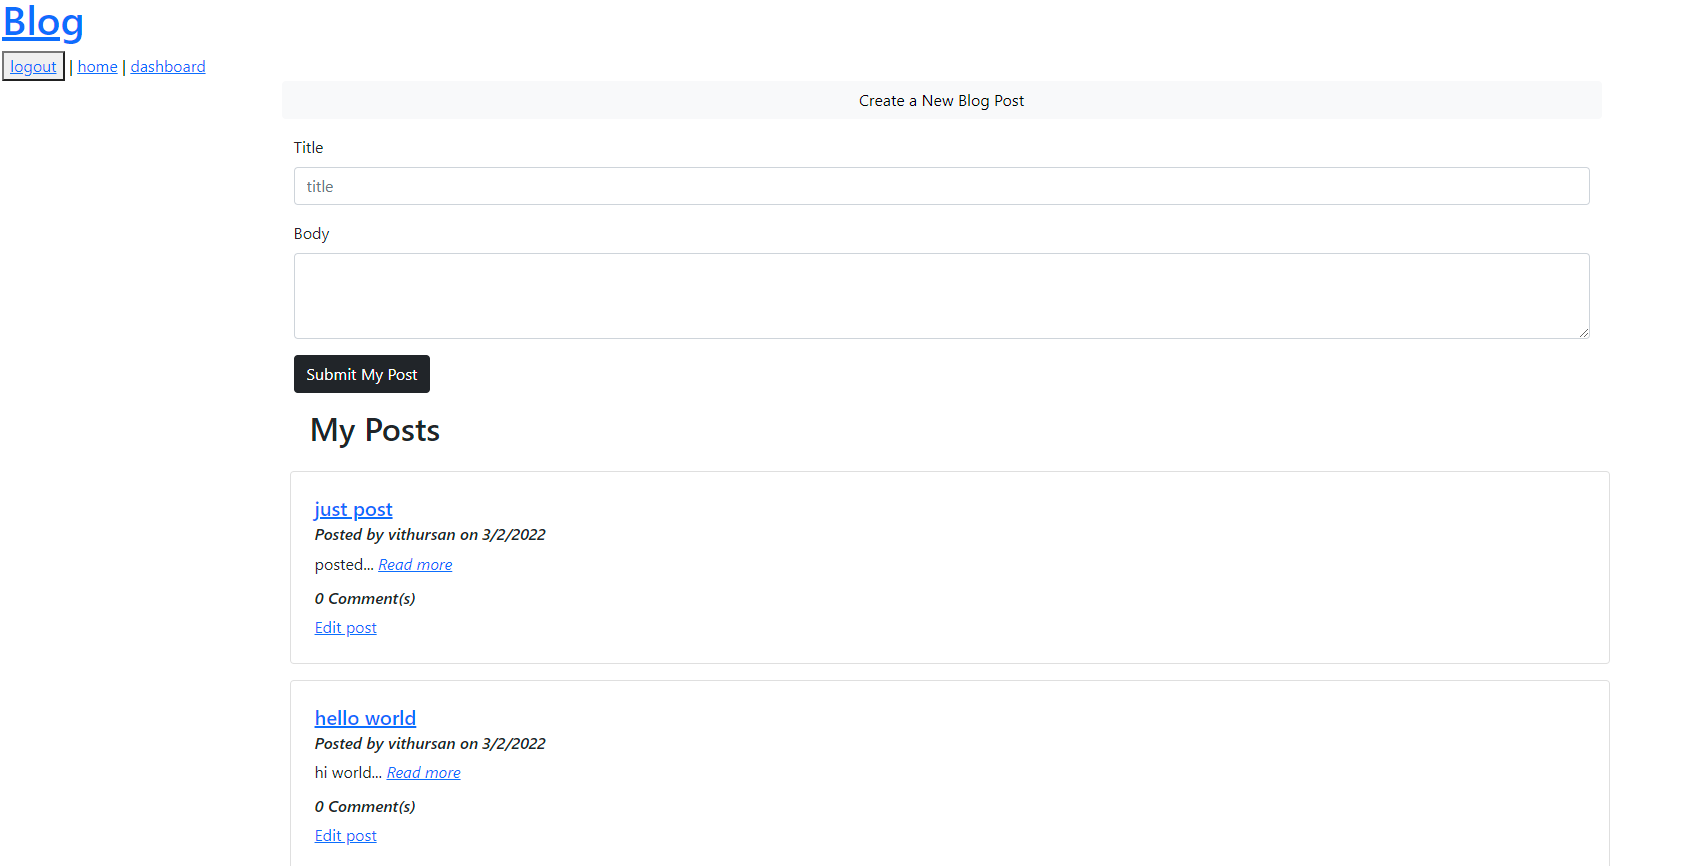 Blog
logout | home | dashboard
Create a New Blog Post
Title
title
Body
Submit My Post
My Posts
just post
Posted by vithursan on 3/2/2022
posted... Read more
0 Comment(s)
Edit post
hello world
Posted by vithursan on 3/2/2022
hi world... Read more
0 Comment(s)
Edit post